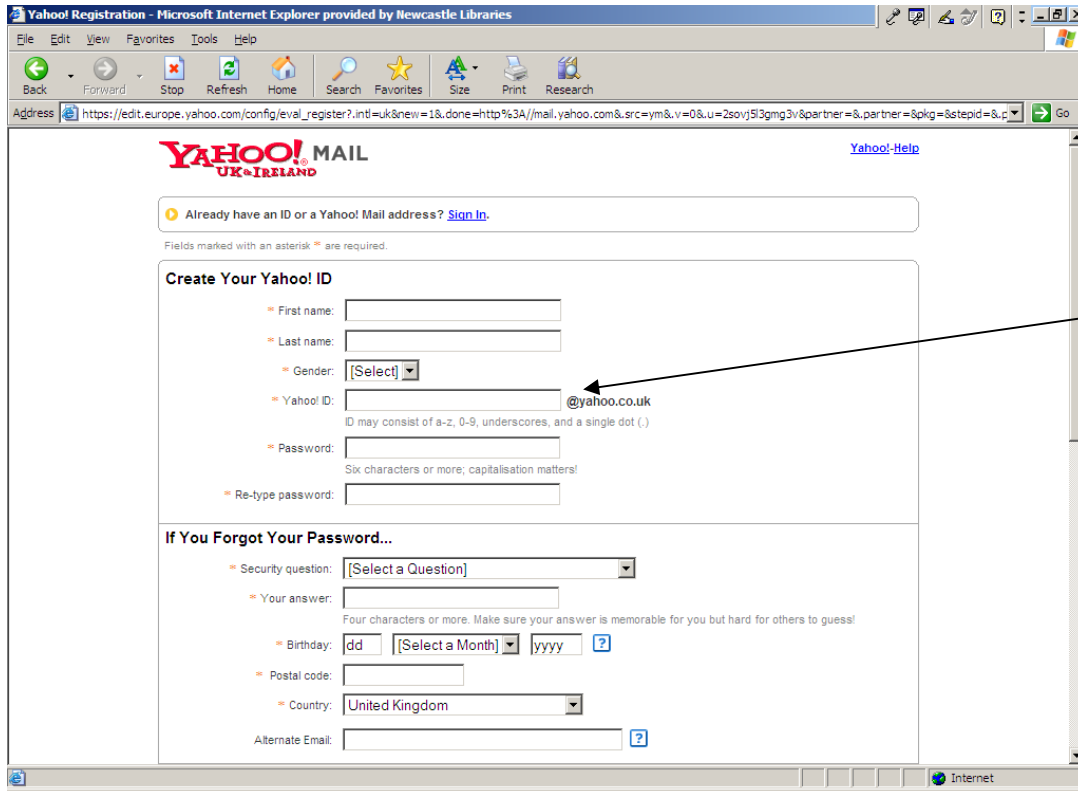 Yahoo! Registration - Microsoft Internet Explorer provided by Newcastle Libraries
File Edit View Favorites Tools Help
Back Forward Stop Refresh Home Search Favorites Size Print Research
Address https://edit.europe.yahoo.com/config/eval_register?.intl=uk&new=1&.done=http%3A//mail.yahoo.com&.src=ym&.v=0&.u=2sovj5l3gmg3v&partner=&.partner=&pkg=&stepid=&.p Go
YAHOO! MAIL
UK & IRELAND
Yahoo!-Help
Already have an ID or a Yahoo! Mail address? Sign In.
Fields marked with an asterisk * are required.
Create Your Yahoo! ID
* First name:
* Last name:
* Gender: [Select]
* Yahoo! ID: @yahoo.co.uk
ID may consist of a-z, 0-9, underscores, and a single dot (.)
* Password:
Six characters or more; capitalisation matters!
* Re-type password:
If You Forgot Your Password...
* Security question: [Select a Question]
* Your answer:
Four characters or more. Make sure your answer is memorable for you but hard for others to guess!
* Birthday: dd [Select a Month] yyyy ?
* Postal code:
* Country: United Kingdom
Alternate Email: ?
Internet